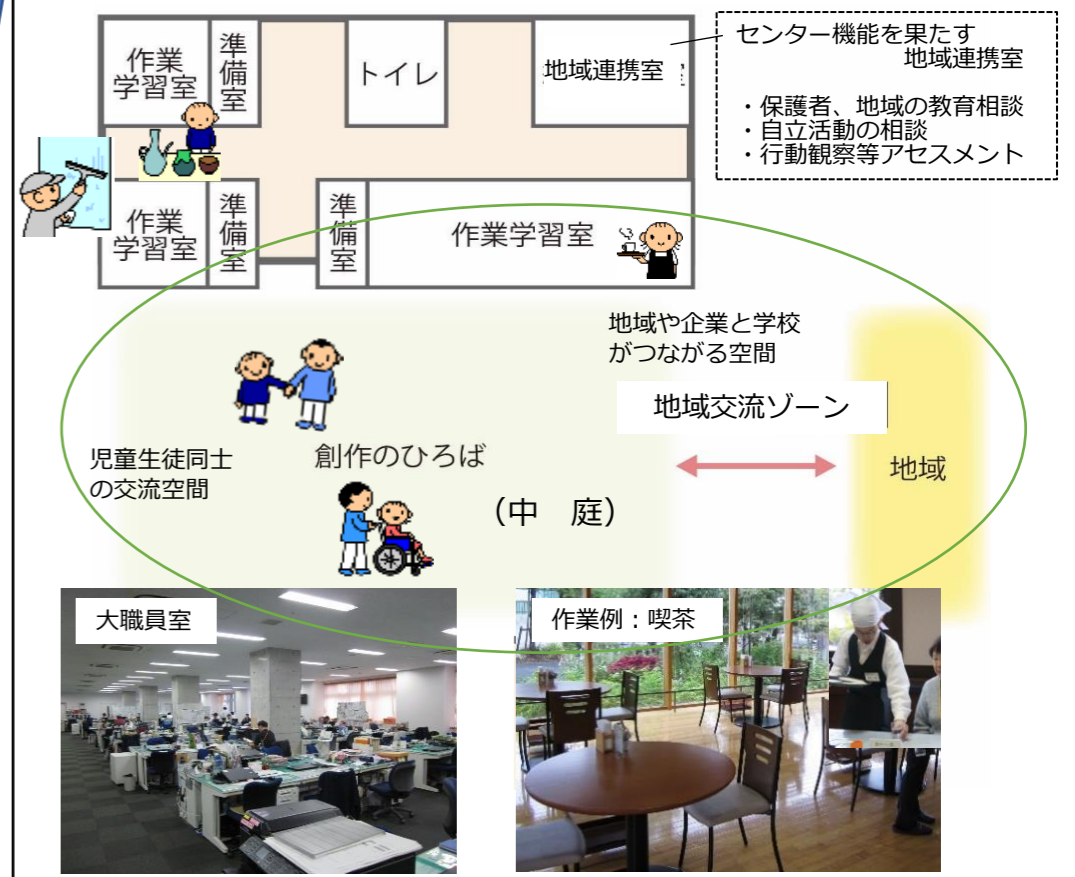 作業
学習室
準備室
トイレ
地域連携室
センター機能を果たす
地域連携室
・保護者、地域の教育相談
・自立活動の相談
・行動観察等アセスメント
作業
学習室
準備室
準備室
作業学習室
地域や企業と学校
がつながる空間
地域交流ゾーン
児童生徒同士
の交流空間
創作のひろば
（中　庭）
地域
大職員室
作業例：喫茶